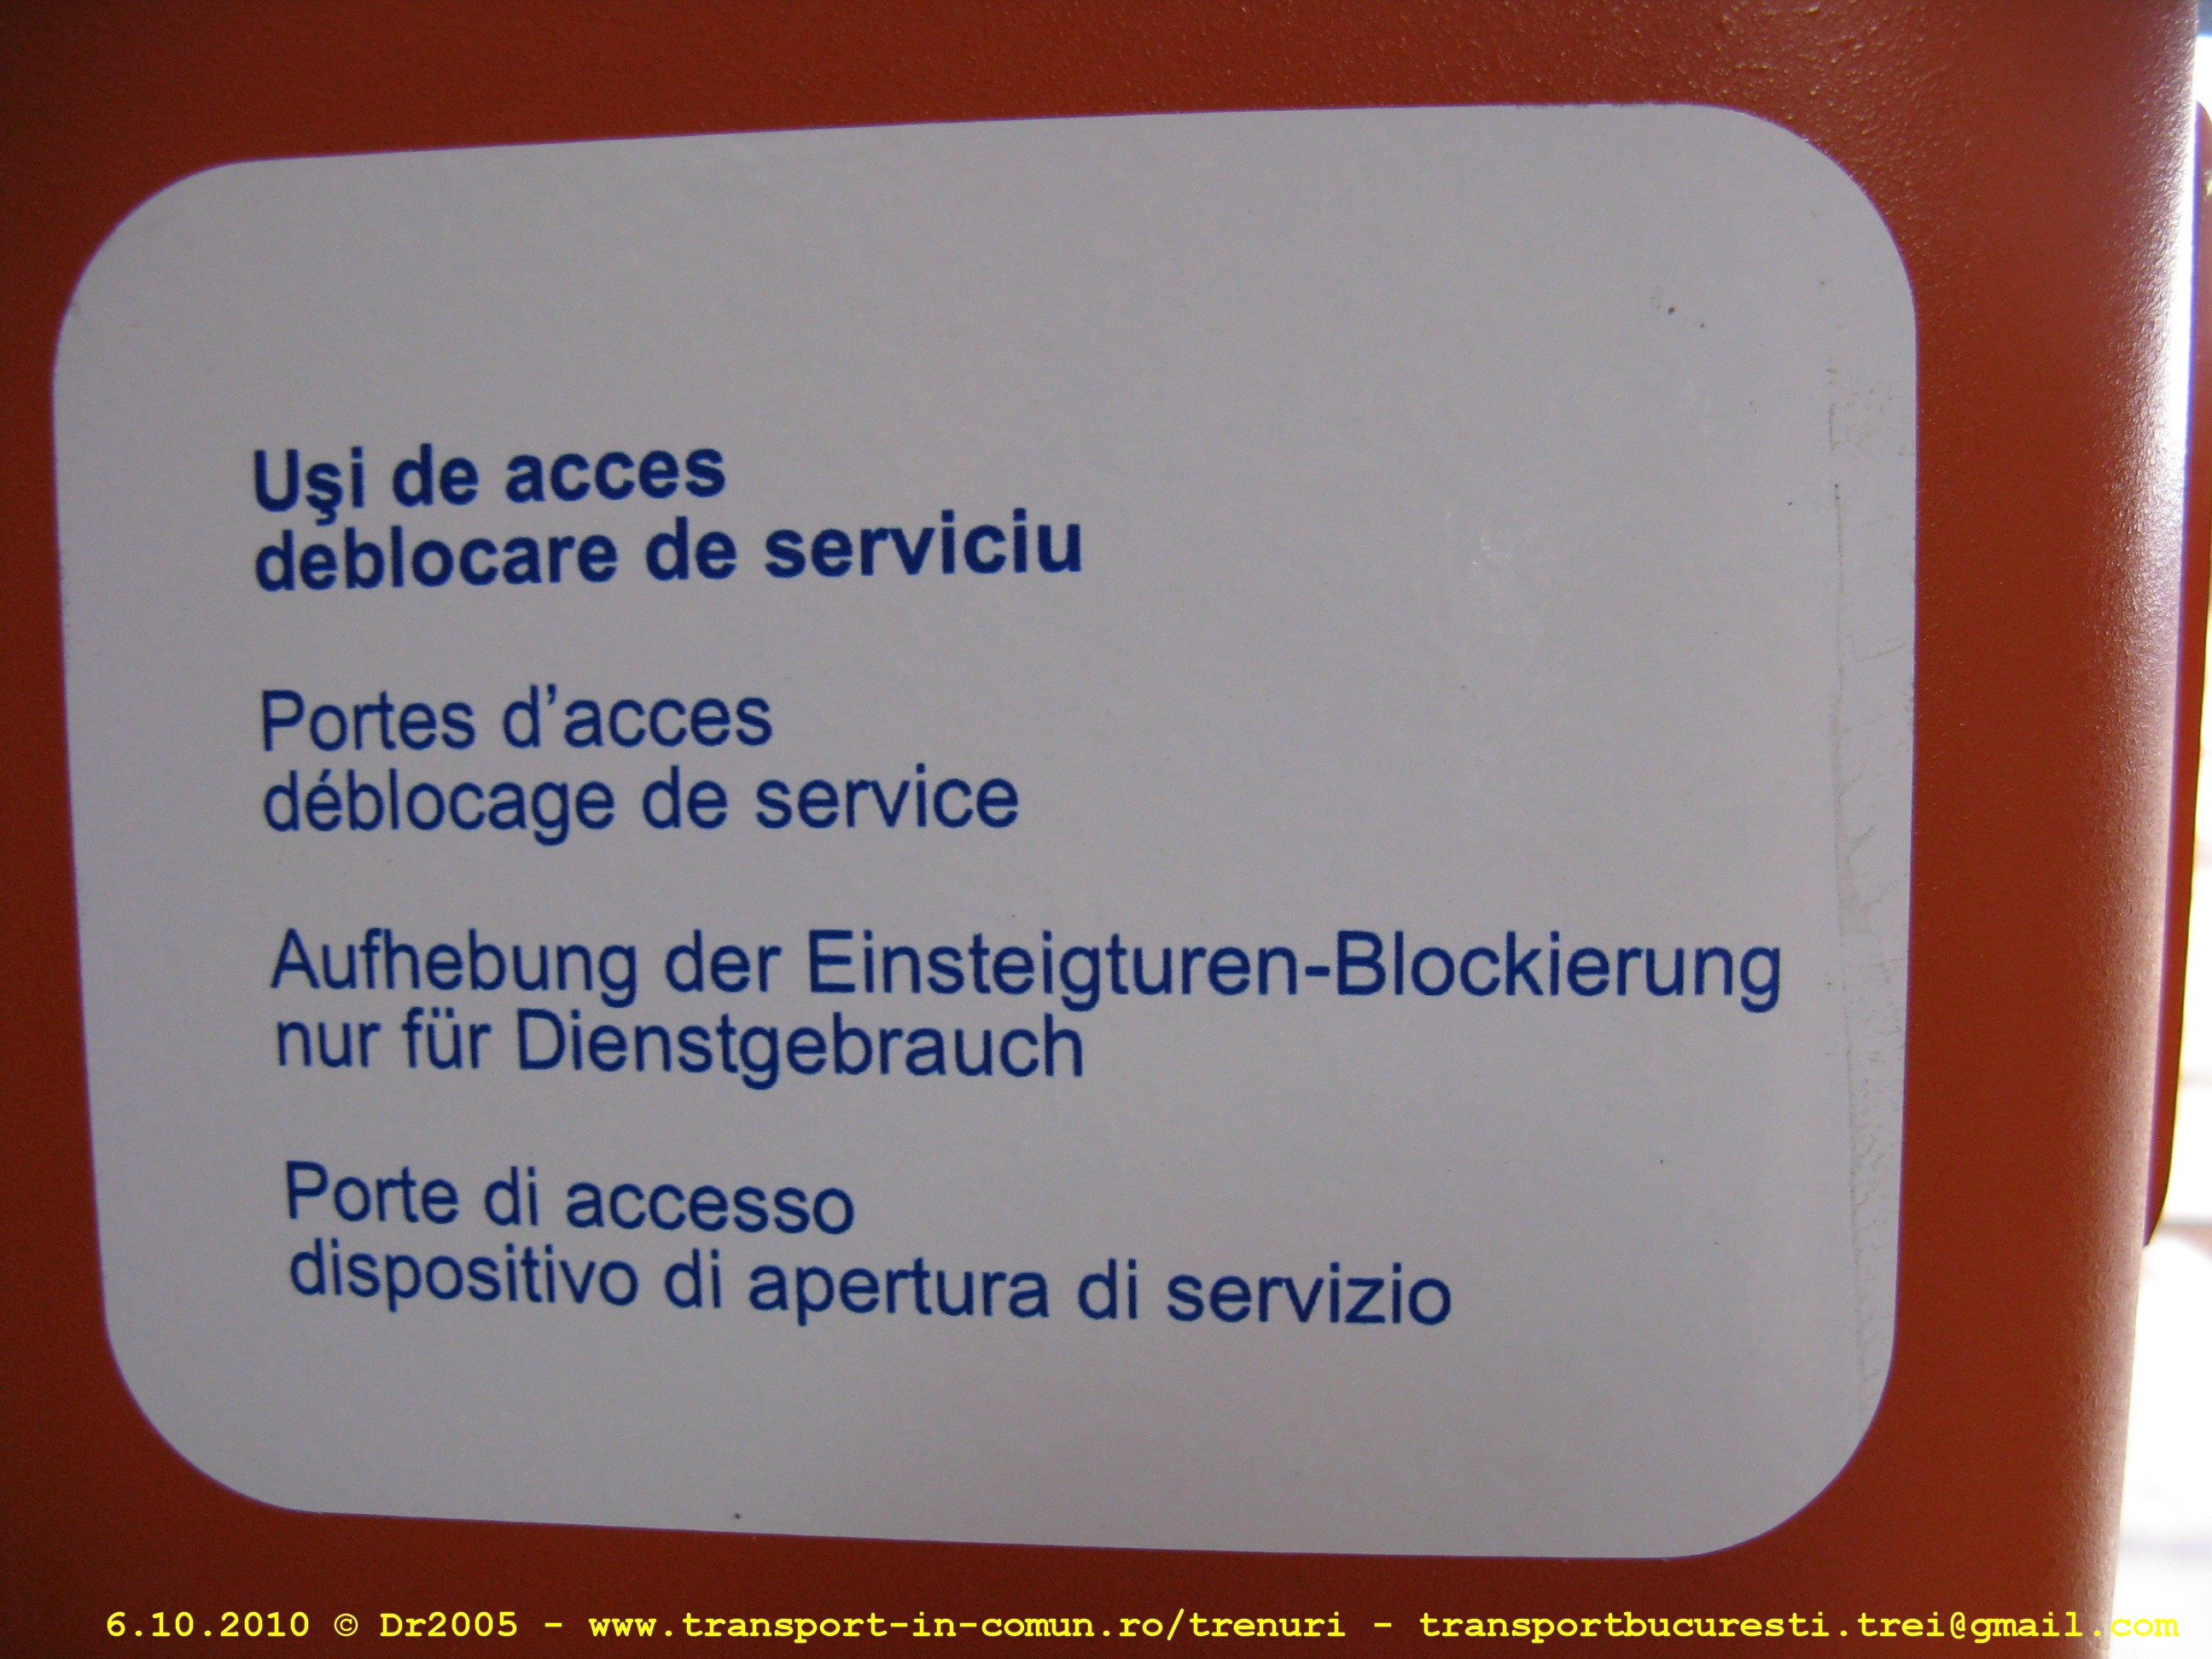 Uşi de acces
deblocare de serviciu
Portes d’acces
déblocage de service
Aufhebung der Einsteigturen-Blockierung
nur für Dienstgebrauch
Porte di accesso
dispositivo di apertura di servizio
6.10.2010 © Dr2005 - www.transport-in-comun.ro/trenuri - transportbucuresti.trei@gmail.com